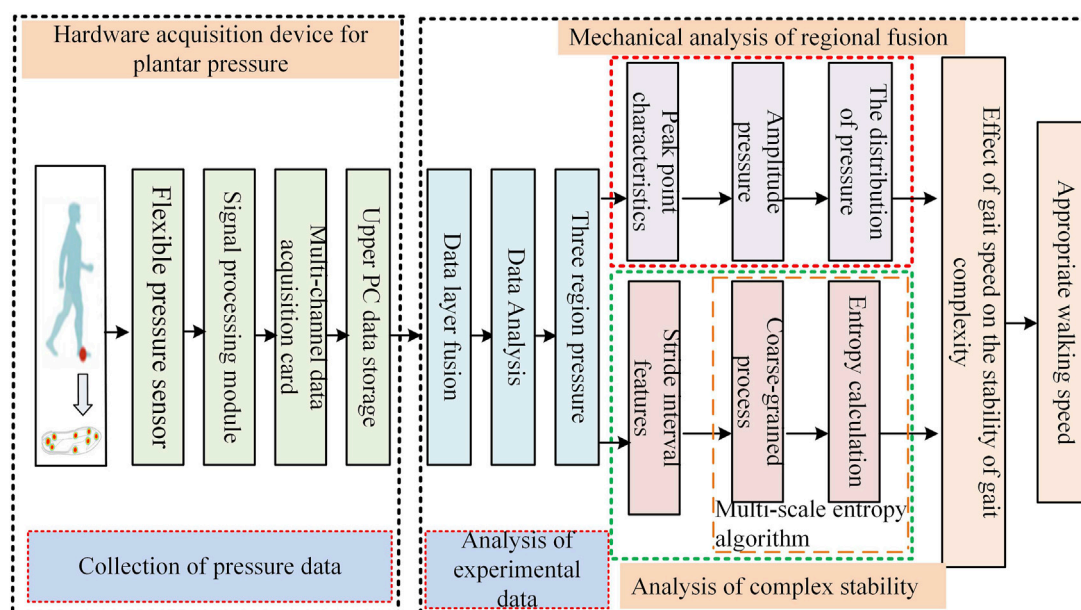 Hardware acquisition device for
plantar pressure
Mechanical analysis of regional fusion
Flexible pressure sensor
Signal processing module
Multi-channel data
acquisition card
Upper PC data storage
Data layer fusion
Data Analysis
Three region pressure
Peak point
characteristics
Amplitude
pressure
The distribution
of pressure
Stride interval
features
Coarse-grained
process
Entropy calculation
Multi-scale entropy
algorithm
Effect of gait speed on the stability of gait
complexity
Appropriate walking speed
Collection of pressure data
Analysis of
experimental
data
Analysis of complex stability